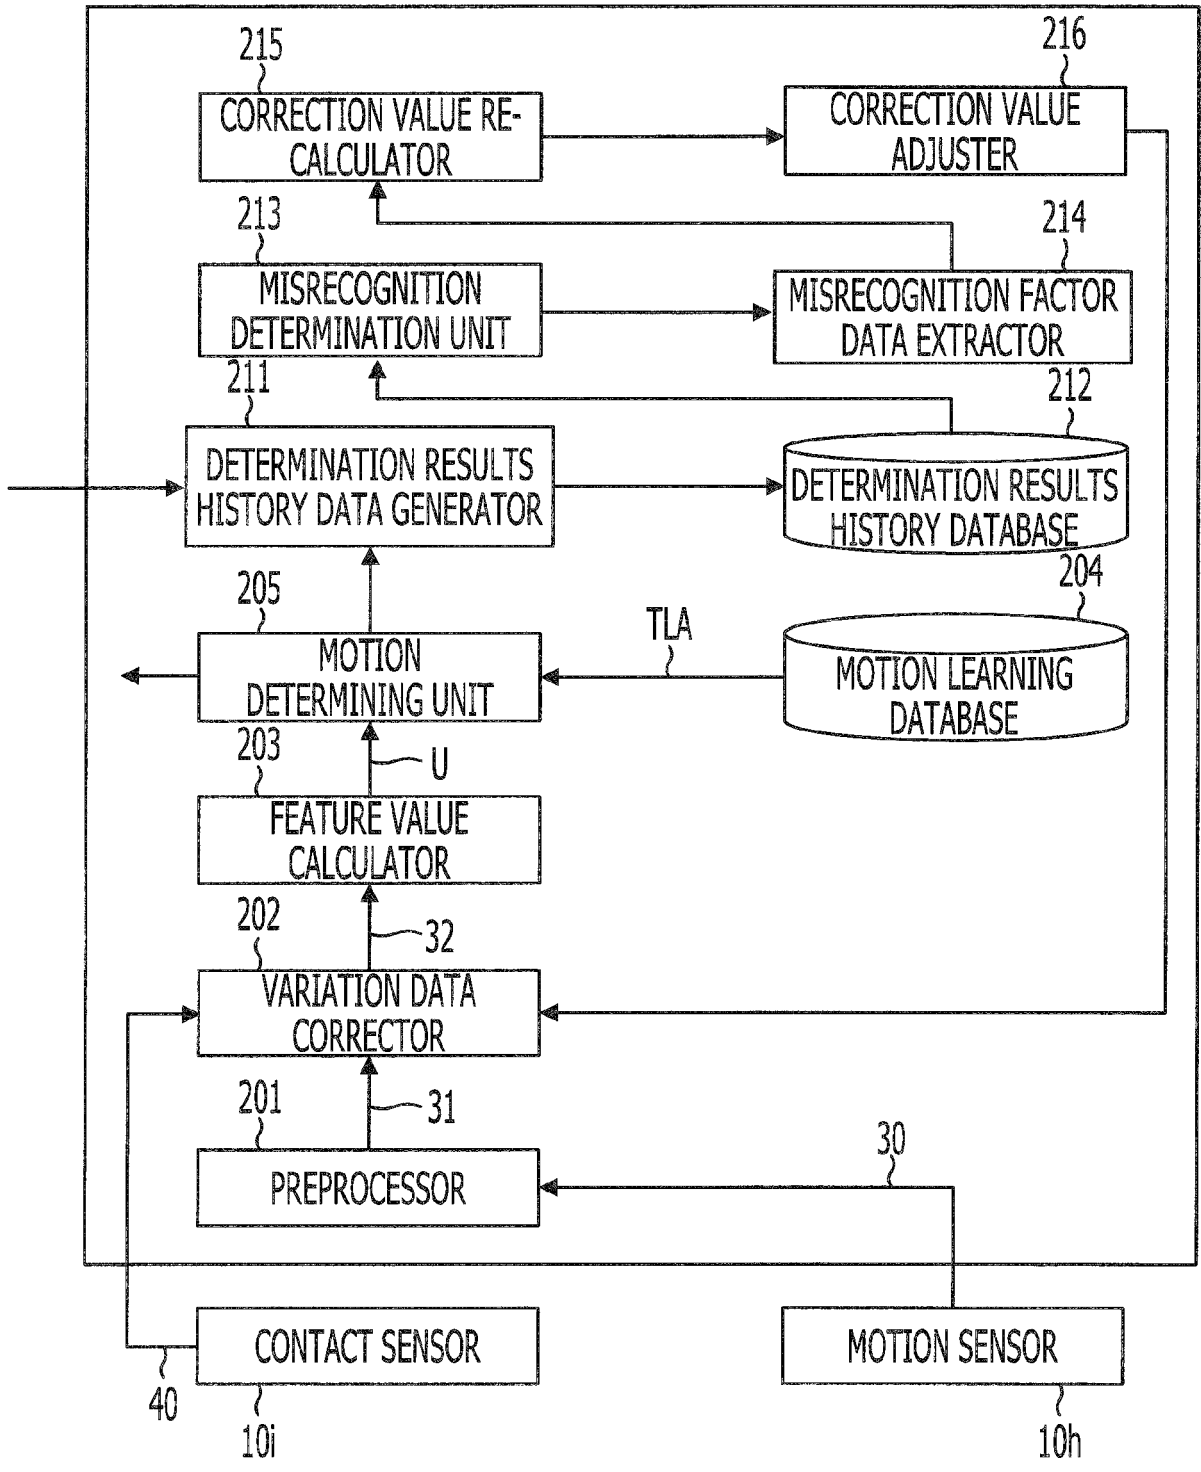 215
216
CORRECTION VALUE RE-
CALCULATOR
CORRECTION VALUE
ADJUSTER
213
214
MISRECOGNITION
DETERMINATION UNIT
MISRECOGNITION FACTOR
DATA EXTRACTOR
211
212
DETERMINATION RESULTS
HISTORY DATA GENERATOR
DETERMINATION RESULTS
HISTORY DATABASE
205
204
TLA
MOTION
DETERMINING UNIT
MOTION LEARNING
DATABASE
203
U
FEATURE VALUE
CALCULATOR
202
32
VARIATION DATA
CORRECTOR
201
31
30
PREPROCESSOR
CONTACT SENSOR
MOTION SENSOR
40
10i
10h